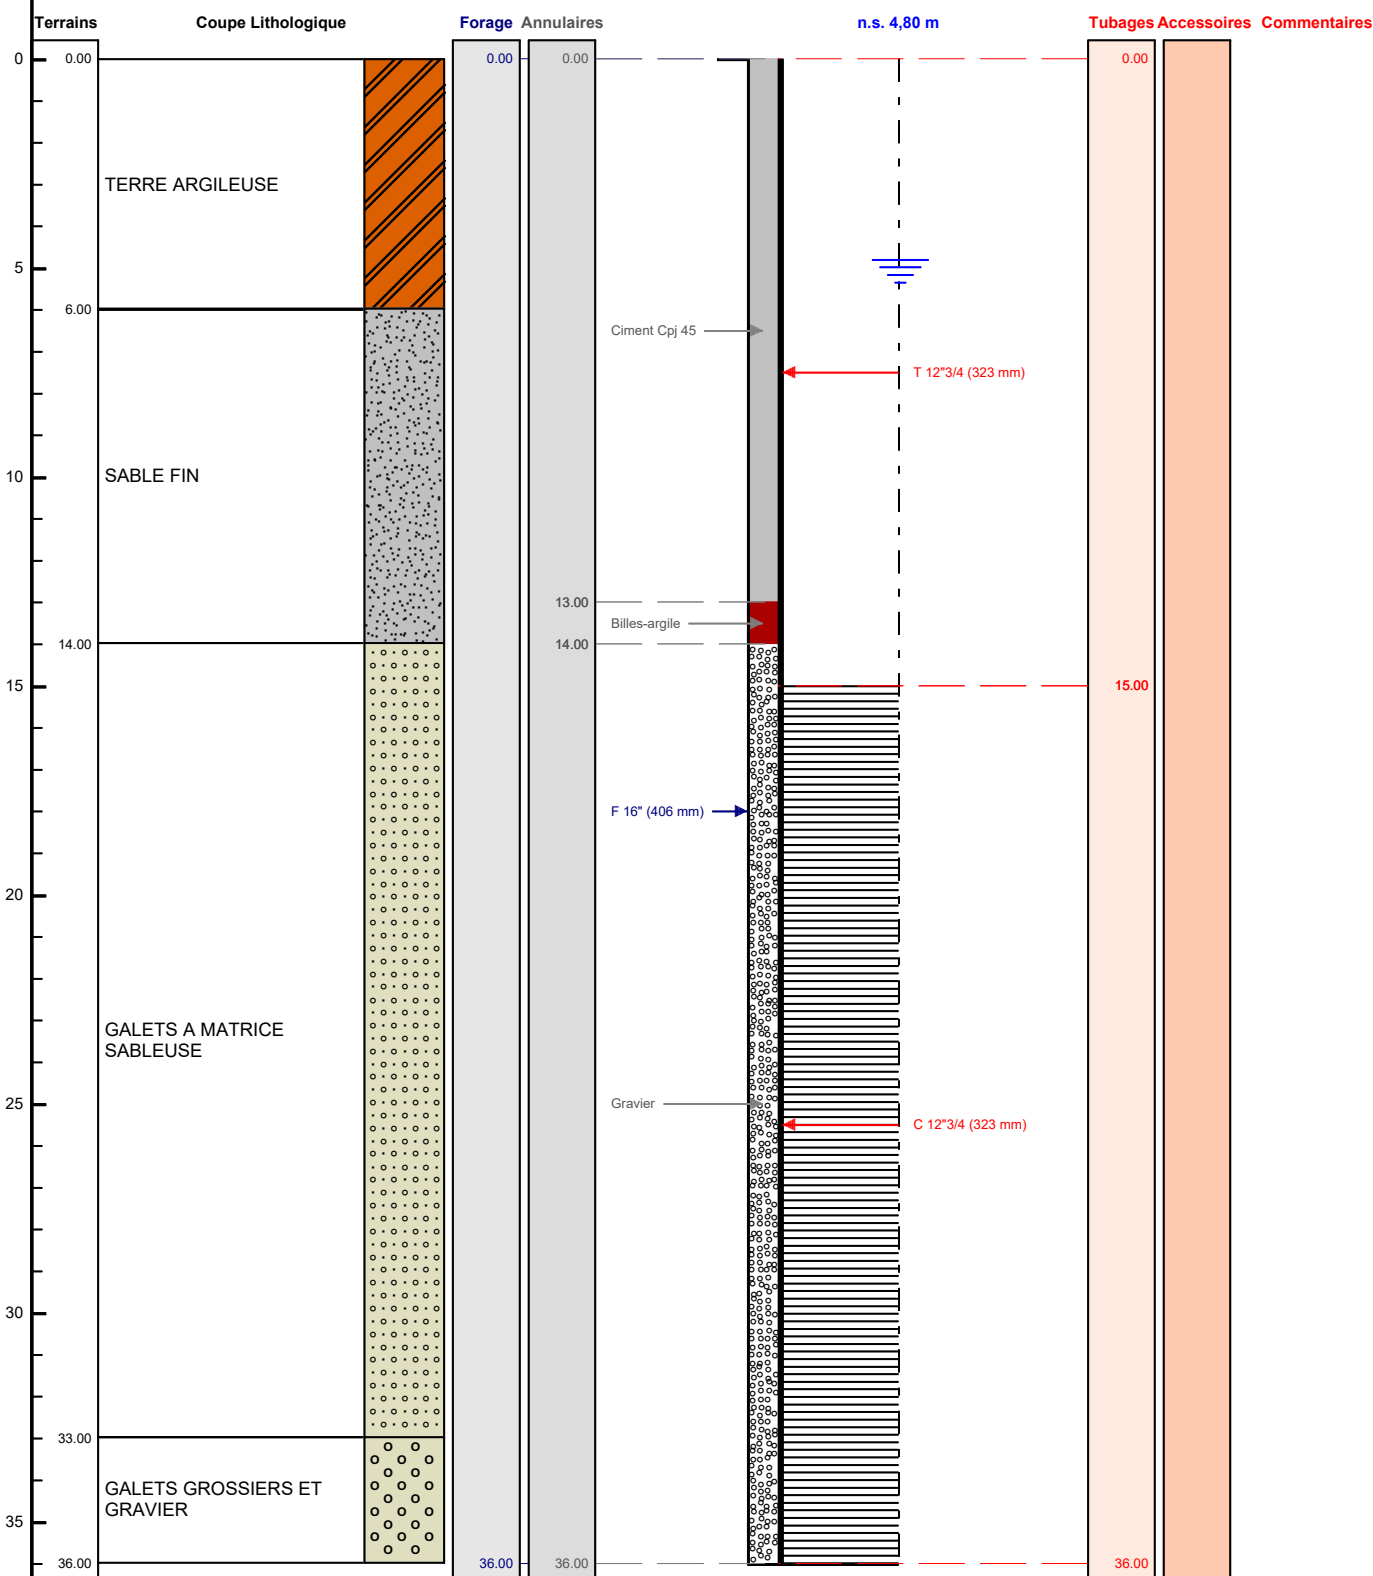 Terrains Coupe Lithologique Forage Annulaires n.s. 4,80 m Tubages Accessoires Commentaires
0 0.00 0.00 0.00 0.00
TERRE ARGILEUSE
5
6.00
Ciment Cpj 45
T 12"3/4 (323 mm)
SABLE FIN
10
13.00
Billes-argile
14.00 14.00
15 15.00
F 16" (406 mm)
20
GALETS A MATRICE
SABLEUSE
25
Gravier
C 12"3/4 (323 mm)
30
33.00
GALETS GROSSIERS ET
GRAVIER
35
36.00 36.00 36.00 36.00